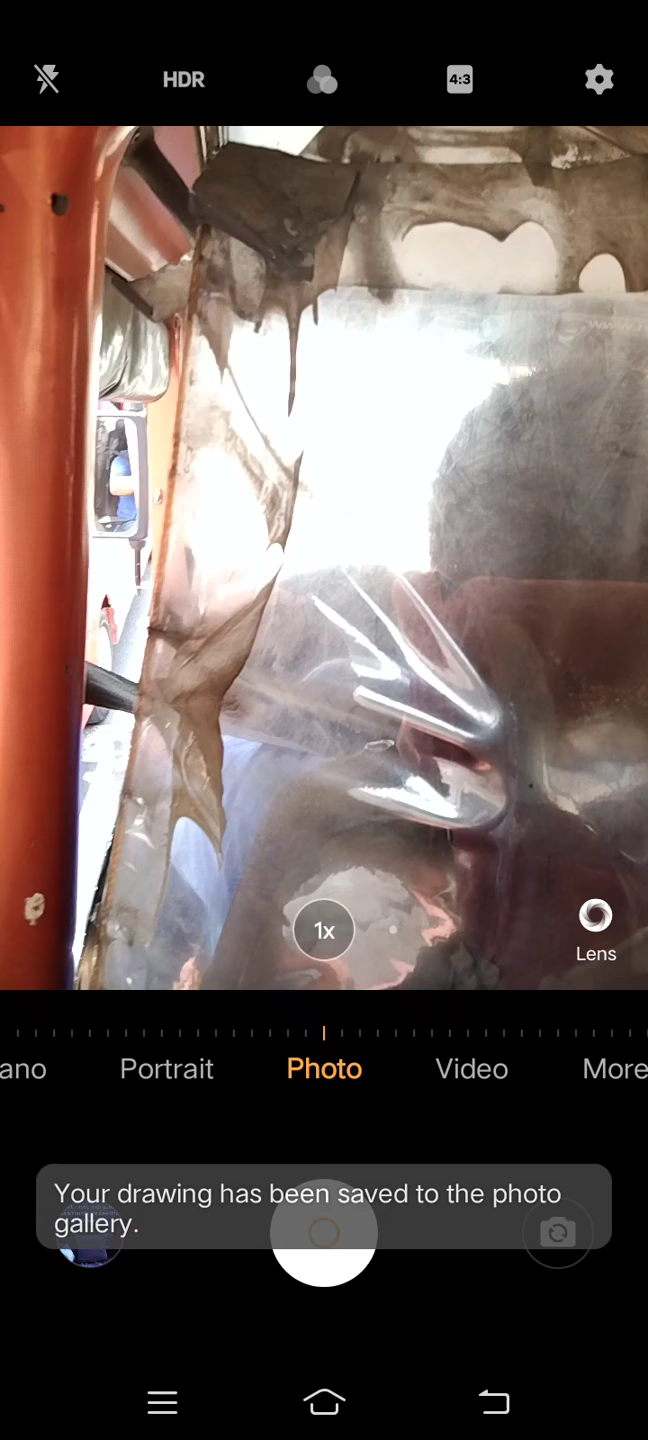 HDR
4:3
1x
Lens
ano
Portrait
Photo
Video
More
Your drawing has been saved to the photo
gallery.